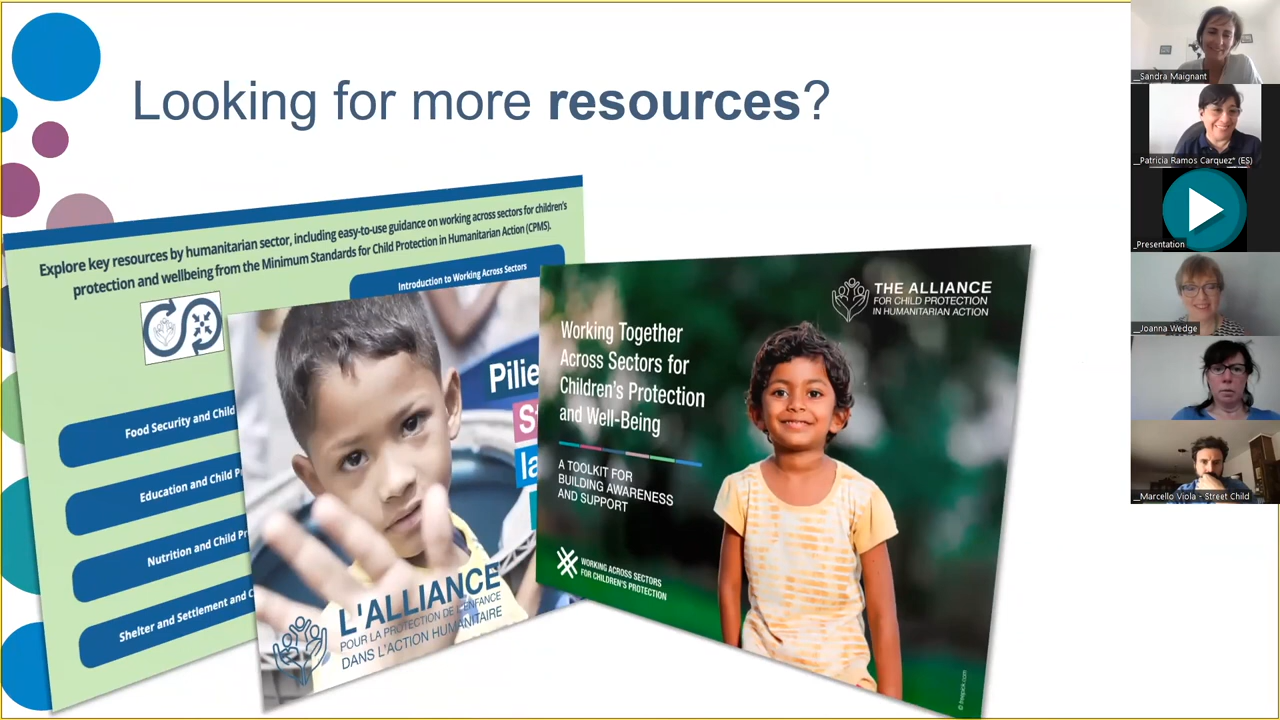 Looking for more resources?
Explore key resources by humanitarian sector, including easy-to-use guidance on working across sectors for children's
protection and wellbeing from the Minimum Standards for Child Protection in Humanitarian Action (CPMS).
Introduction to Working Across Sectors
Food Security and Child
Education and Child P
Nutrition and Child Pr
Shelter and Settlement and C
Pilie
S
la
L'ALLIANCE
POUR LA PROTECTION DE L'ENFANCE
DANS L'ACTION HUMANITAIRE
THE ALLIANCE
FOR CHILD PROTECTION
IN HUMANITARIAN ACTION
Working Together
Across Sectors for
Children's Protection
and Well-Being
A TOOLKIT FOR
BUILDING AWARENESS
AND SUPPORT
WORKING ACROSS SECTORS
FOR CHILDREN'S PROTECTION
© freepick.com
_Sandra Maignant
_Patricia Ramos Carquez* (ES)
_Presentation
_Joanna Wedge
_Marcello Viola - Street Child